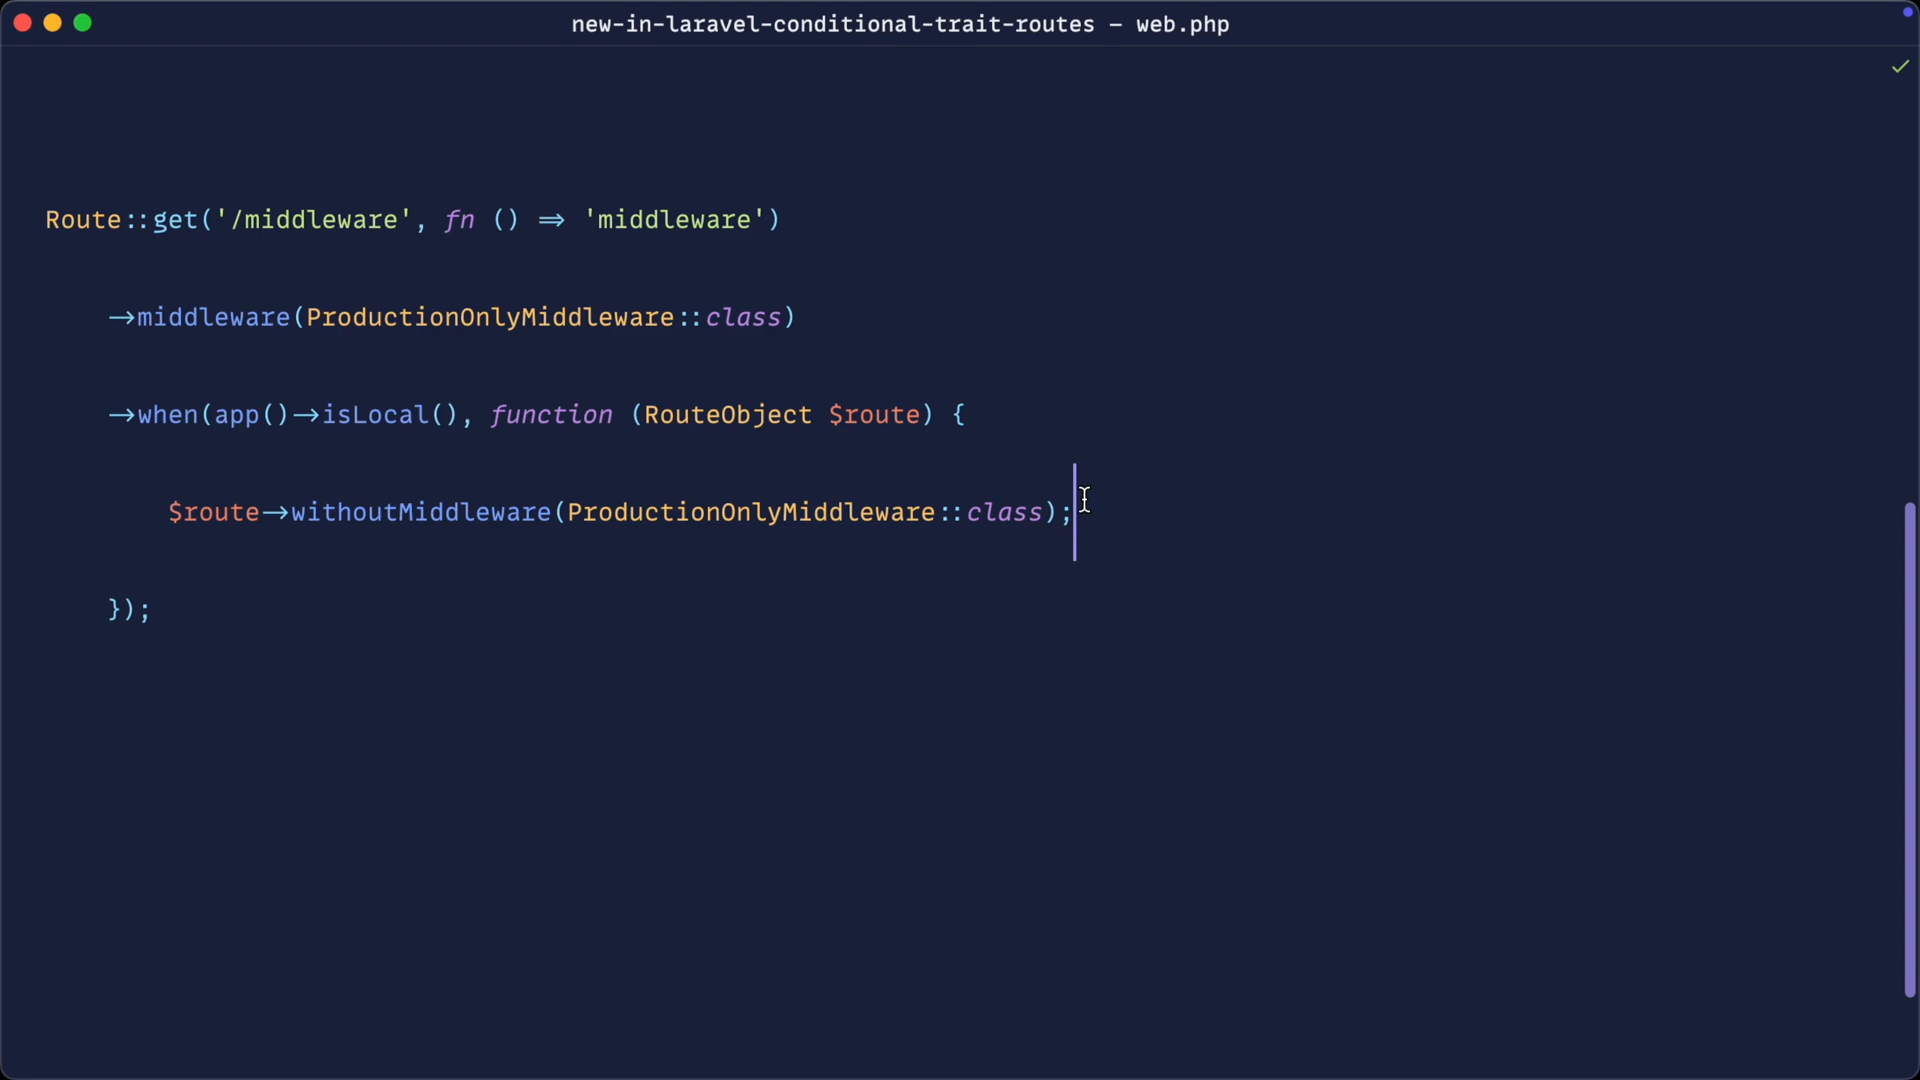 new-in-laravel-conditional-trait-routes – web.php
Route::get('/middleware', fn () => 'middleware')
->middleware(ProductionOnlyMiddleware::class)
->when(app()->isLocal(), function (RouteObject $route) {
$route->withoutMiddleware(ProductionOnlyMiddleware::class);
});